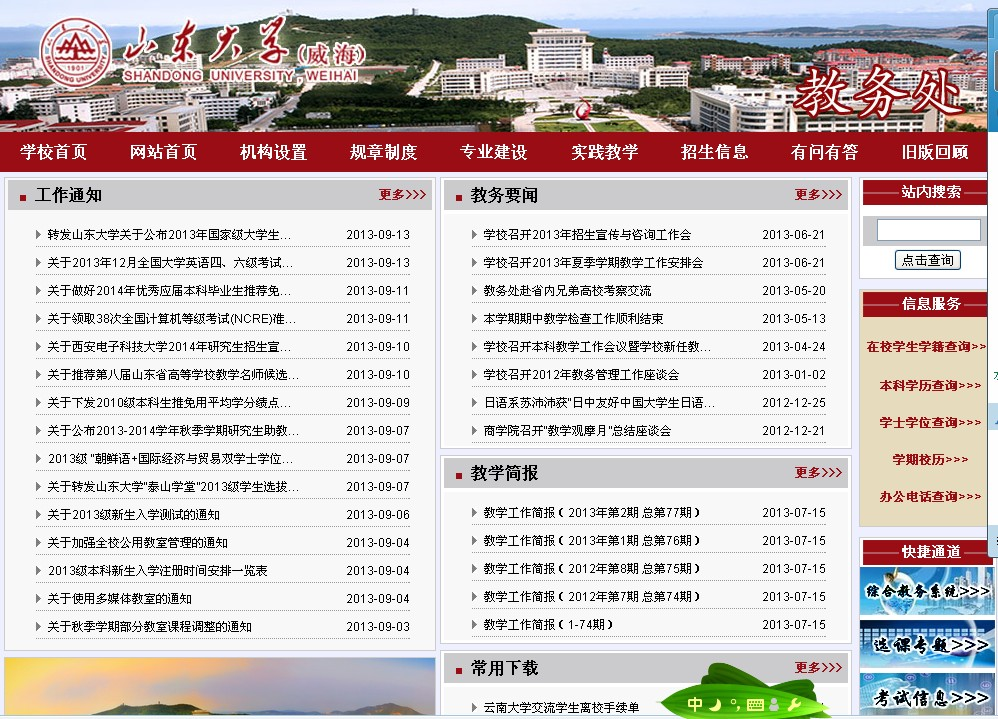 山东大学(威海)
SHANDONG UNIVERSITY, WEIHAI
教务处
学校首页 网站首页 机构设置 规章制度 专业建设 实践教学 招生信息 有问有答 旧版回顾
工作通知 更多>>>
转发山东大学关于公布2013年国家级大学生... 2013-09-13
关于2013年12月全国大学英语四、六级考试... 2013-09-13
关于做好2014年优秀应届本科毕业生推荐免... 2013-09-11
关于领取38次全国计算机等级考试(NCRE)准... 2013-09-11
关于西安电子科技大学2014年研究生招生宣... 2013-09-10
关于推荐第八届山东省高等学校教学名师候选... 2013-09-10
关于下发2010级本科生推免用平均学分绩点... 2013-09-09
关于公布2013-2014学年秋季学期研究生助教... 2013-09-07
2013级“朝鲜语+国际经济与贸易双学士学位... 2013-09-07
关于转发山东大学“泰山学堂”2013级学生选拔... 2013-09-07
关于2013级新生入学测试的通知 2013-09-06
关于加强全校公用教室管理的通知 2013-09-04
2013级本科新生入学注册时间安排一览表 2013-09-04
关于使用多媒体教室的通知 2013-09-04
关于秋季学期部分教室课程调整的通知 2013-09-03
教务要闻 更多>>>
学校召开2013年招生宣传与咨询工作会 2013-06-21
学校召开2013年夏季学期教学工作安排会 2013-06-21
教务处赴省内兄弟高校考察交流 2013-05-20
本学期期中教学检查工作顺利结束 2013-05-13
学校召开本科教学工作会议暨学校新任教... 2013-04-24
学校召开2012年教务管理工作座谈会 2013-01-02
日语系苏沛沛获“日中友好中国大学生日语... 2012-12-25
商学院召开“教学观摩月”总结座谈会 2012-12-21
教学简报 更多>>>
教学工作简报(2013年第2期 总第77期) 2013-07-15
教学工作简报(2013年第1期 总第76期) 2013-07-15
教学工作简报(2012年第8期 总第75期) 2013-07-15
教学工作简报(2012年第7期 总第74期) 2013-07-15
教学工作简报(1-74期) 2013-07-15
常用下载 更多>>>
云南大学交流学生离校手续单
中
站内搜索
点击查询
信息服务
在校学生学籍查询>>
本科学历查询>>>
学士学位查询>>>
学期校历>>>
办公电话查询>>>
快捷通道
综合教务系统>>>
选课专题>>>
考试信息>>>